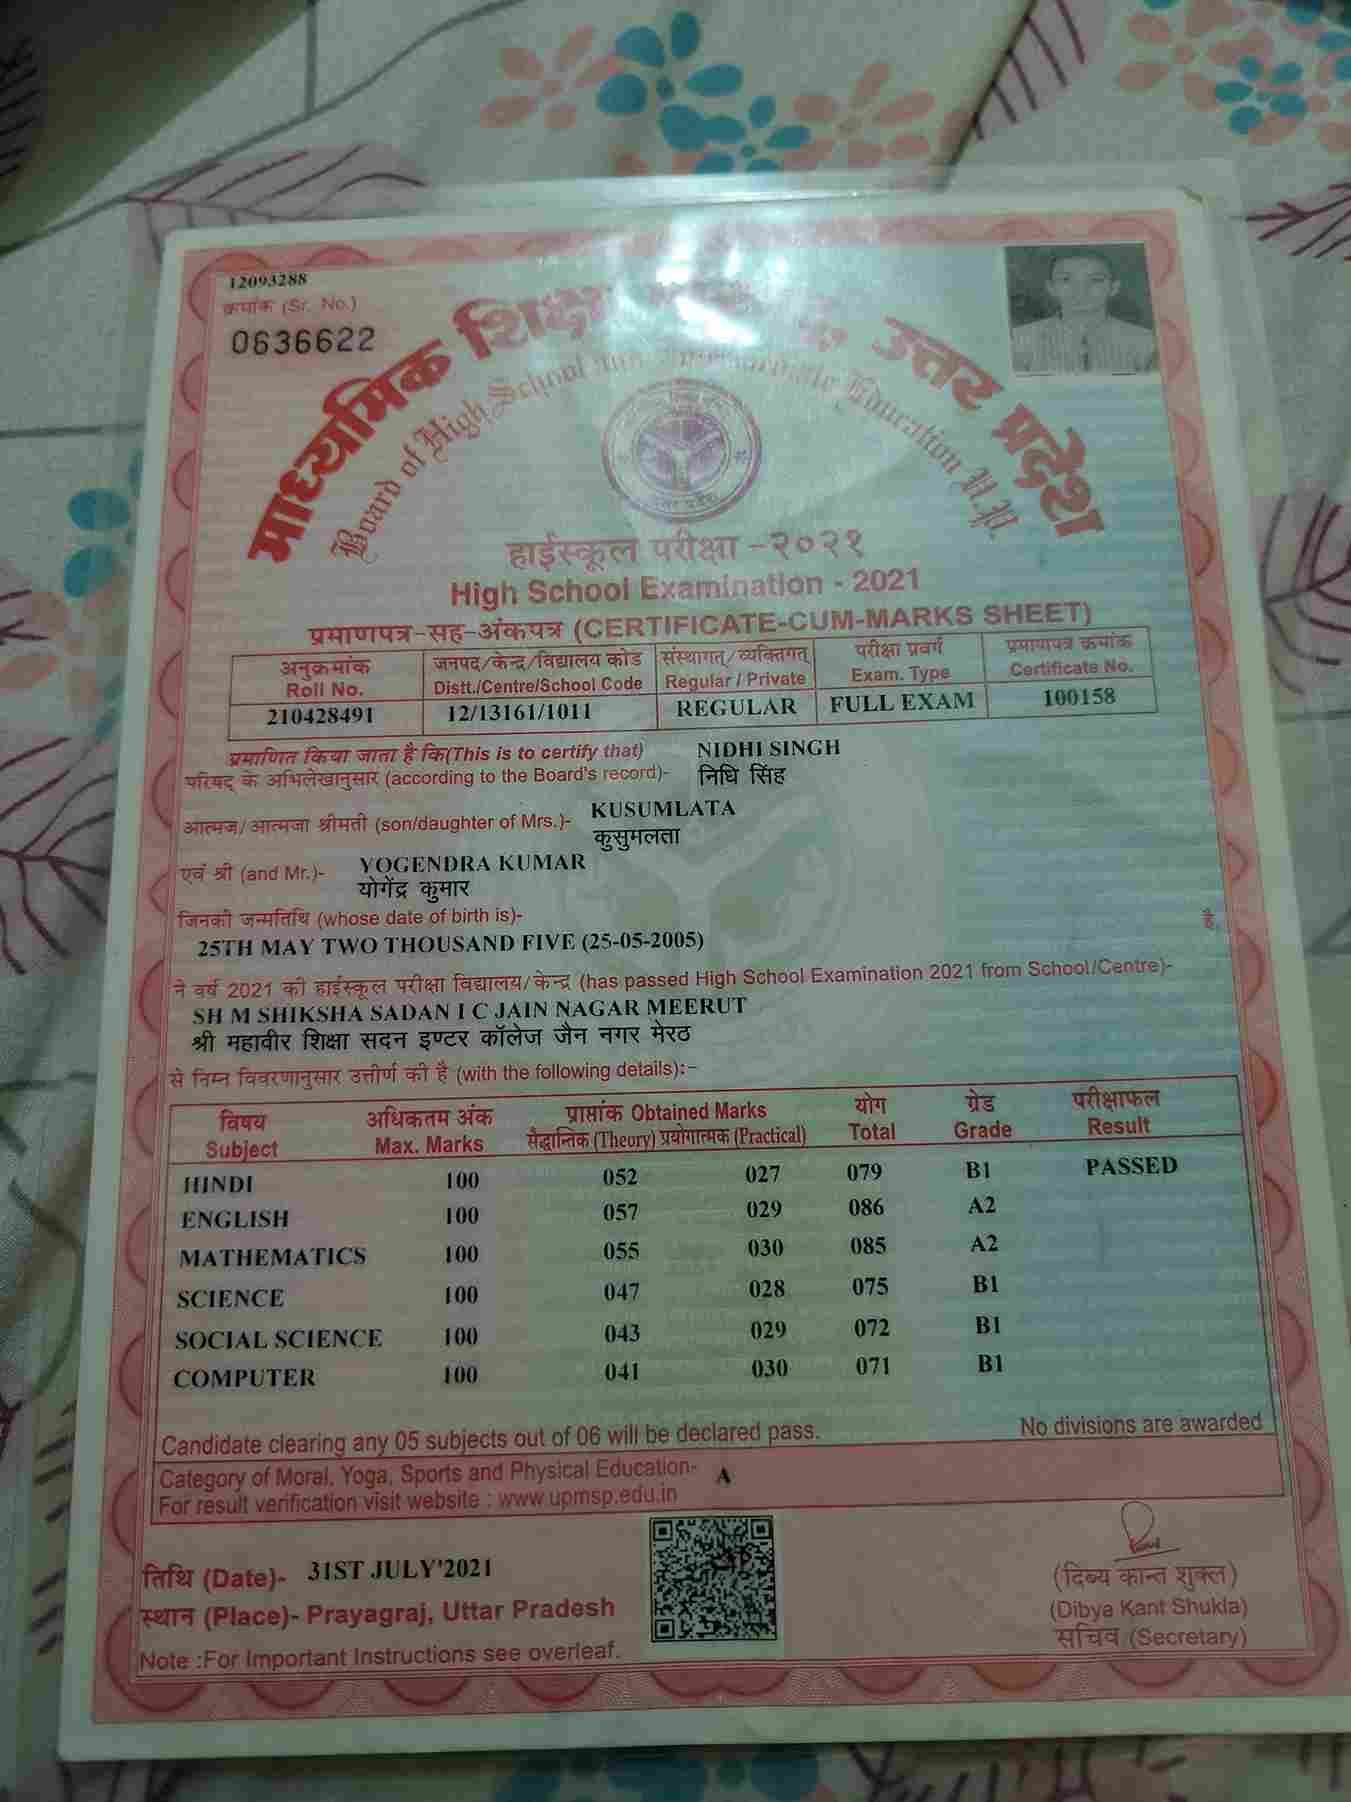 12093288
क्रमांक (Sr. No.)
0636622
माध्यमिक शिक्षा उत्तर प्रदेश
Board of High School and Intermediate Education U.P.
उत्तर प्रदेश
हाईस्कूल परीक्षा -२०२१
High School Examination - 2021
प्रमाणपत्र-सह-अंकपत्र (CERTIFICATE-CUM-MARKS SHEET)
अनुक्रमांक जनपद/केन्द्र/विद्यालय कोड संस्थागत/व्यक्तिगत परीक्षा प्रवर्ग प्रमाणपत्र क्रमांक
Roll No. Distt./Centre/School Code Regular / Private Exam. Type Certificate No.
210428491 12/13161/1011 REGULAR FULL EXAM 100158
प्रमाणित किया जाता है कि(This is to certify that) NIDHI SINGH
परिषद् के अभिलेखानुसार (according to the Board's record)- निधि सिंह
आत्मज/आत्मजा श्रीमती (son/daughter of Mrs.)- KUSUMLATA
कुसुमलता
एवं श्री (and Mr.)- YOGENDRA KUMAR
योगेंद्र कुमार
जिनकी जन्मतिथि (whose date of birth is)-
25TH MAY TWO THOUSAND FIVE (25-05-2005) है,
ने वर्ष 2021 की हाईस्कूल परीक्षा विद्यालय/केन्द्र (has passed High School Examination 2021 from School/Centre)-
SH M SHIKSHA SADAN I C JAIN NAGAR MEERUT
श्री महावीर शिक्षा सदन इण्टर कॉलेज जैन नगर मेरठ
से निम्न विवरणानुसार उत्तीर्ण की है (with the following details):-
विषय अधिकतम अंक प्राप्तांक Obtained Marks योग ग्रेड परीक्षाफल
Subject Max. Marks सैद्धान्तिक (Theory) प्रयोगात्मक (Practical) Total Grade Result
HINDI 100 052 027 079 B1 PASSED
ENGLISH 100 057 029 086 A2
MATHEMATICS 100 055 030 085 A2
SCIENCE 100 047 028 075 B1
SOCIAL SCIENCE 100 043 029 072 B1
COMPUTER 100 041 030 071 B1
Candidate clearing any 05 subjects out of 06 will be declared pass. No divisions are awarded
Category of Moral, Yoga, Sports and Physical Education- A
For result verification visit website : www.upmsp.edu.in
तिथि (Date)- 31ST JULY'2021
स्थान (Place)- Prayagraj, Uttar Pradesh
Note :For Important Instructions see overleaf.
(दिब्य कान्त शुक्ल)
(Dibya Kant Shukla)
सचिव (Secretary)